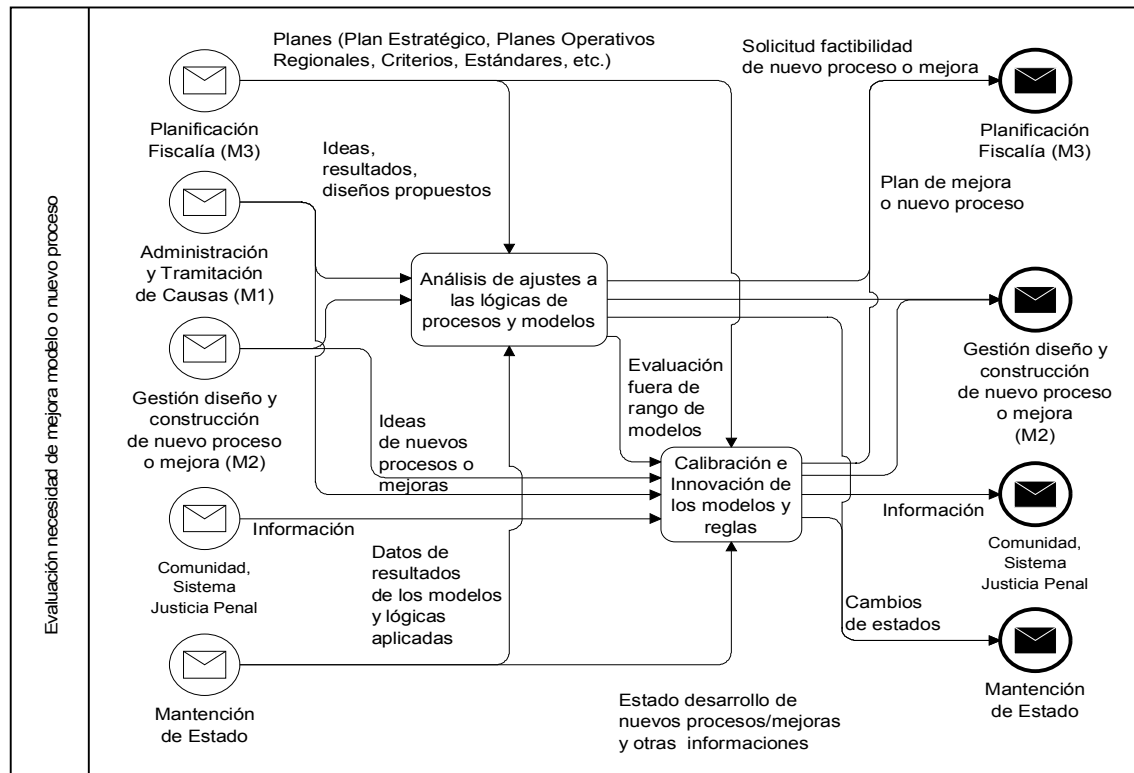 Evaluación necesidad de mejora modelo o nuevo proceso
Planes (Plan Estratégico, Planes Operativos
Regionales, Criterios, Estándares, etc.)
Solicitud factibilidad
de nuevo proceso o mejora
Planificación
Fiscalía (M3)
Planificación
Fiscalía (M3)
Ideas,
resultados,
diseños propuestos
Plan de mejora
o nuevo proceso
Administración
y Tramitación
de Causas (M1)
Análisis de ajustes a
las lógicas de
procesos y modelos
Gestión diseño y
construcción
de nuevo proceso
o mejora
(M2)
Evaluación
fuera de
rango de
modelos
Gestión diseño y
construcción
de nuevo proceso
o mejora (M2)
Ideas
de nuevos
procesos o
mejoras
Calibración e
Innovación de
los modelos y
reglas
Información
Información
Comunidad,
Sistema
Justicia Penal
Comunidad,
Sistema
Justicia Penal
Datos de
resultados
de los modelos
y lógicas
aplicadas
Cambios
de estados
Mantención
de Estado
Mantención
de Estado
Estado desarrollo de
nuevos procesos/mejoras
y otras informaciones